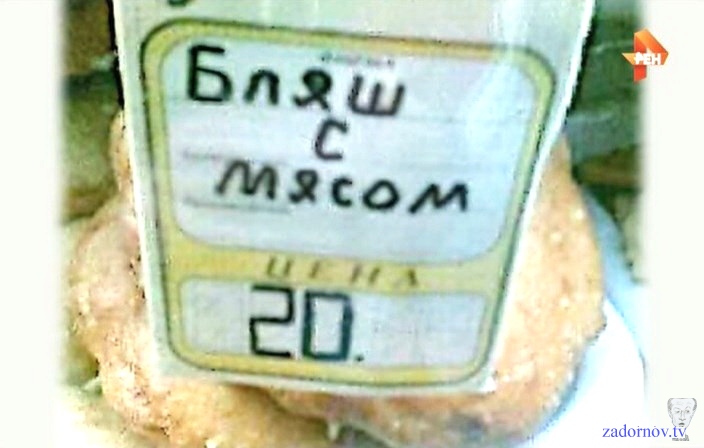 РЕН
Бляш
с
мясом
ЦЕНА
20.
zadornov.tv